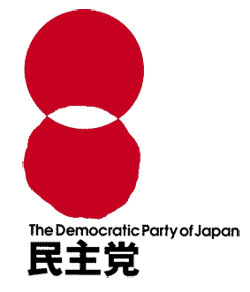 The Democratic Party of Japan
民主党